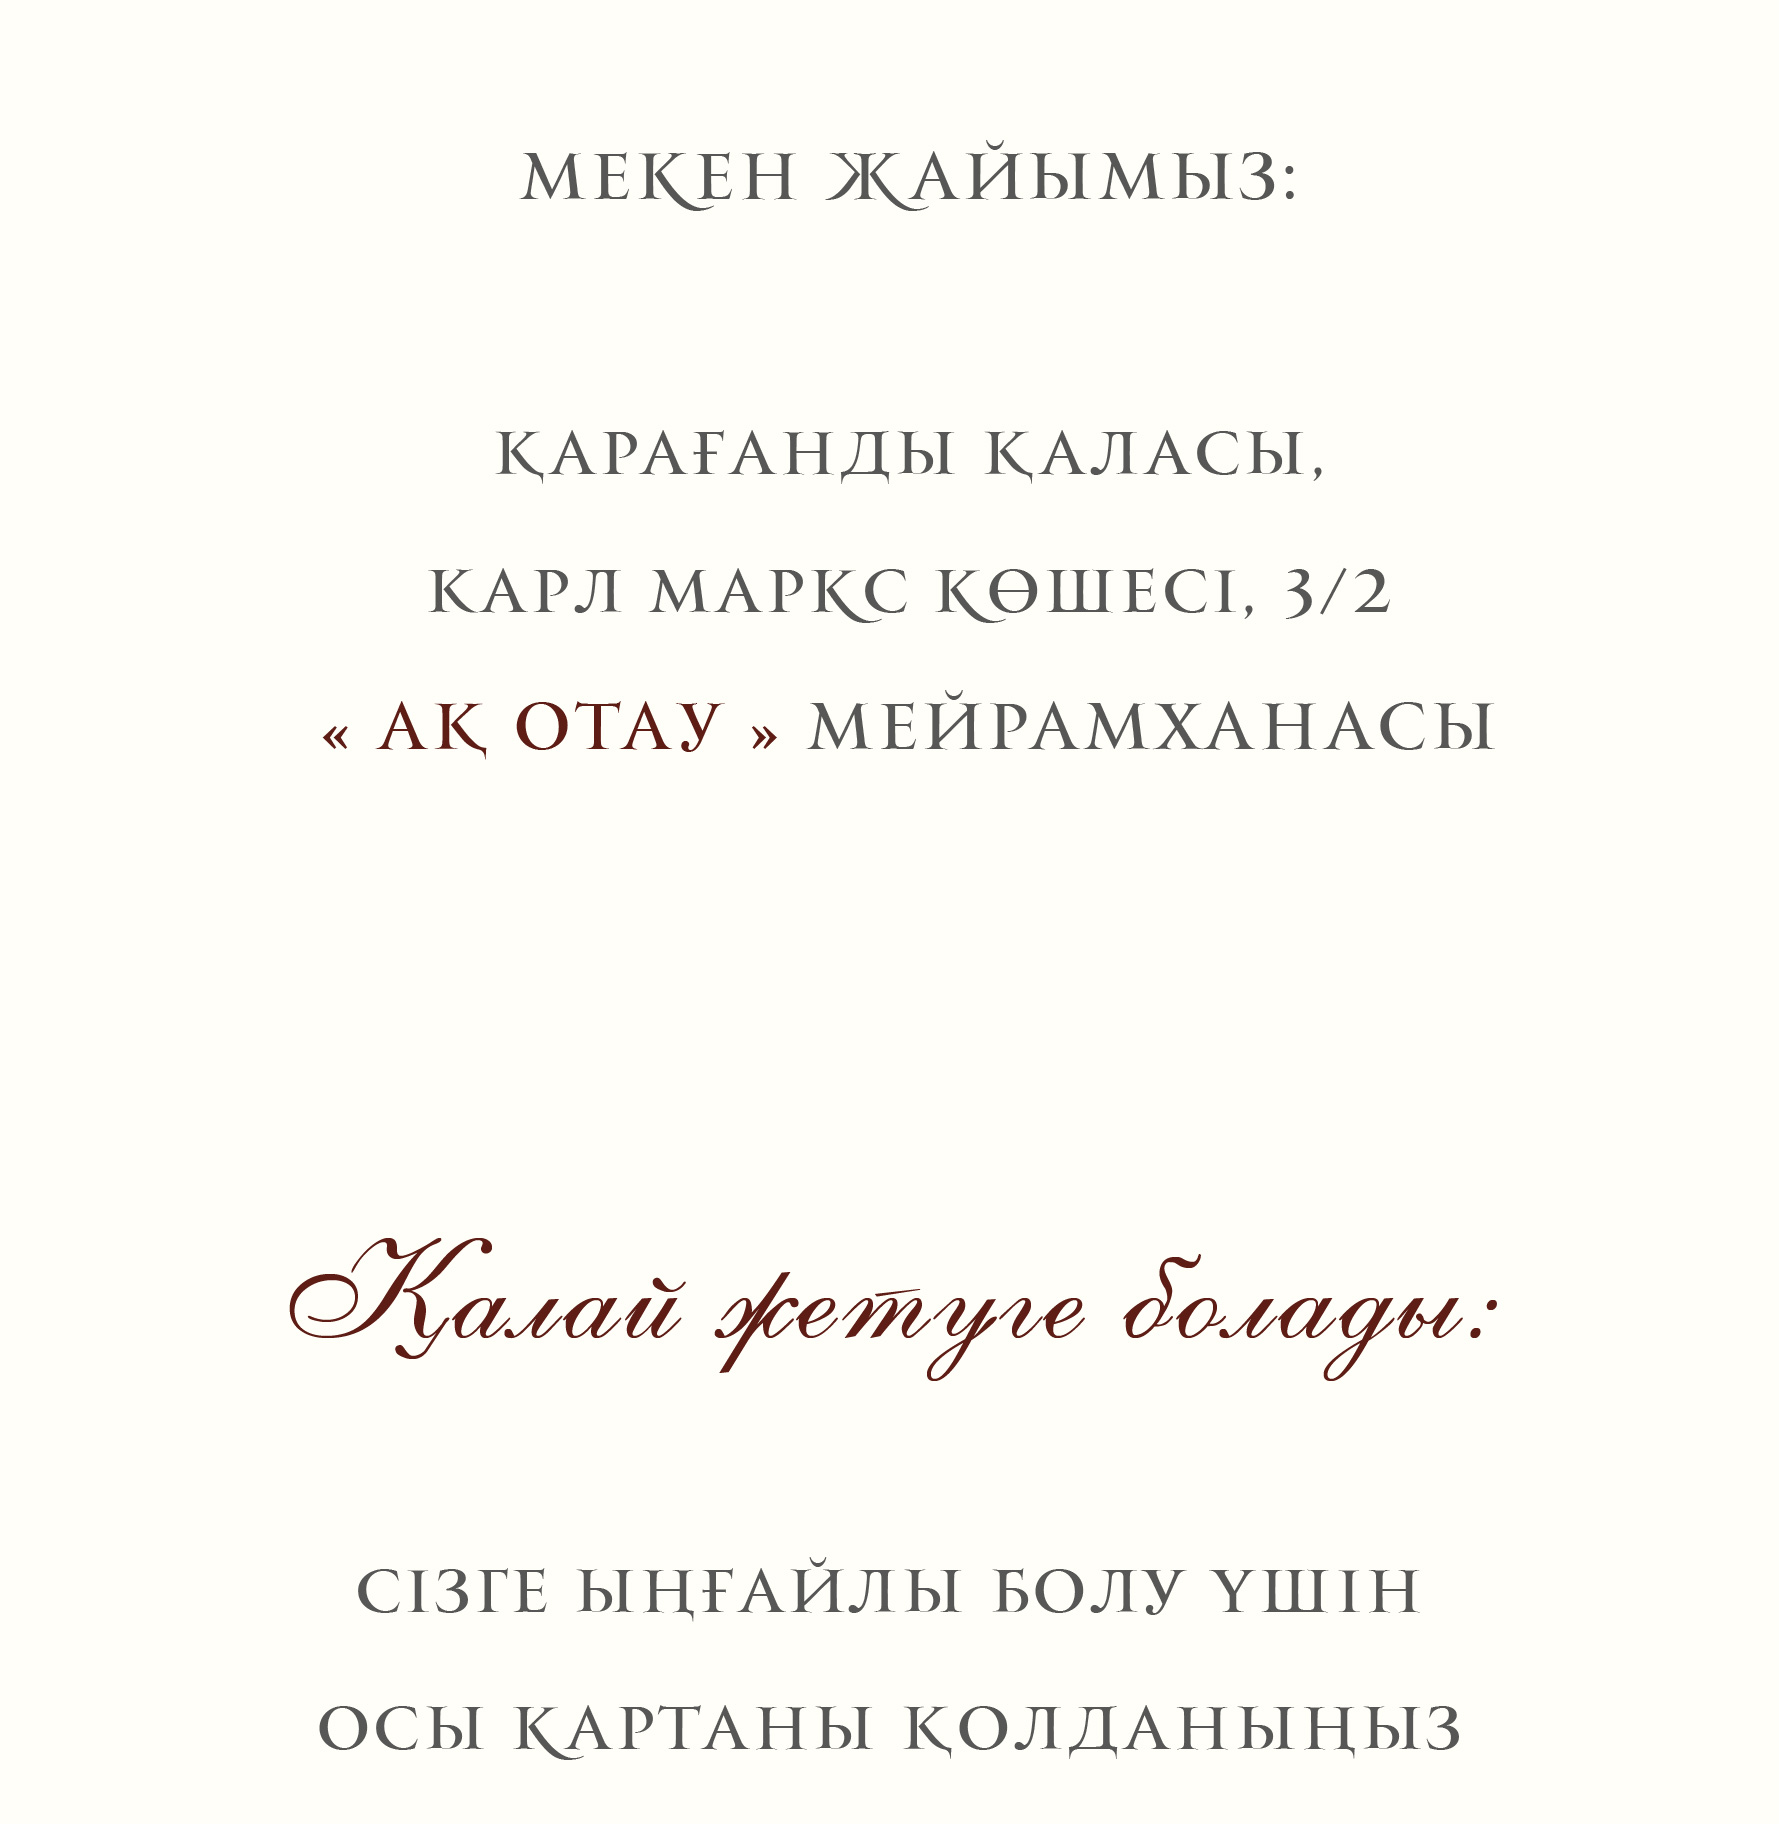 МЕКЕН ЖАЙЫМЫЗ:
ҚАРАҒАНДЫ ҚАЛАСЫ,
КАРЛ МАРКС КӨШЕСІ, 3/2
« АҚ ОТАУ » МЕЙРАМХАНАСЫ
Қалай жетуге болады:
СІЗГЕ ЫҢҒАЙЛЫ БОЛУ ҮШІН
ОСЫ КАРТАНЫ ҚОЛДАНЫҢЫЗ